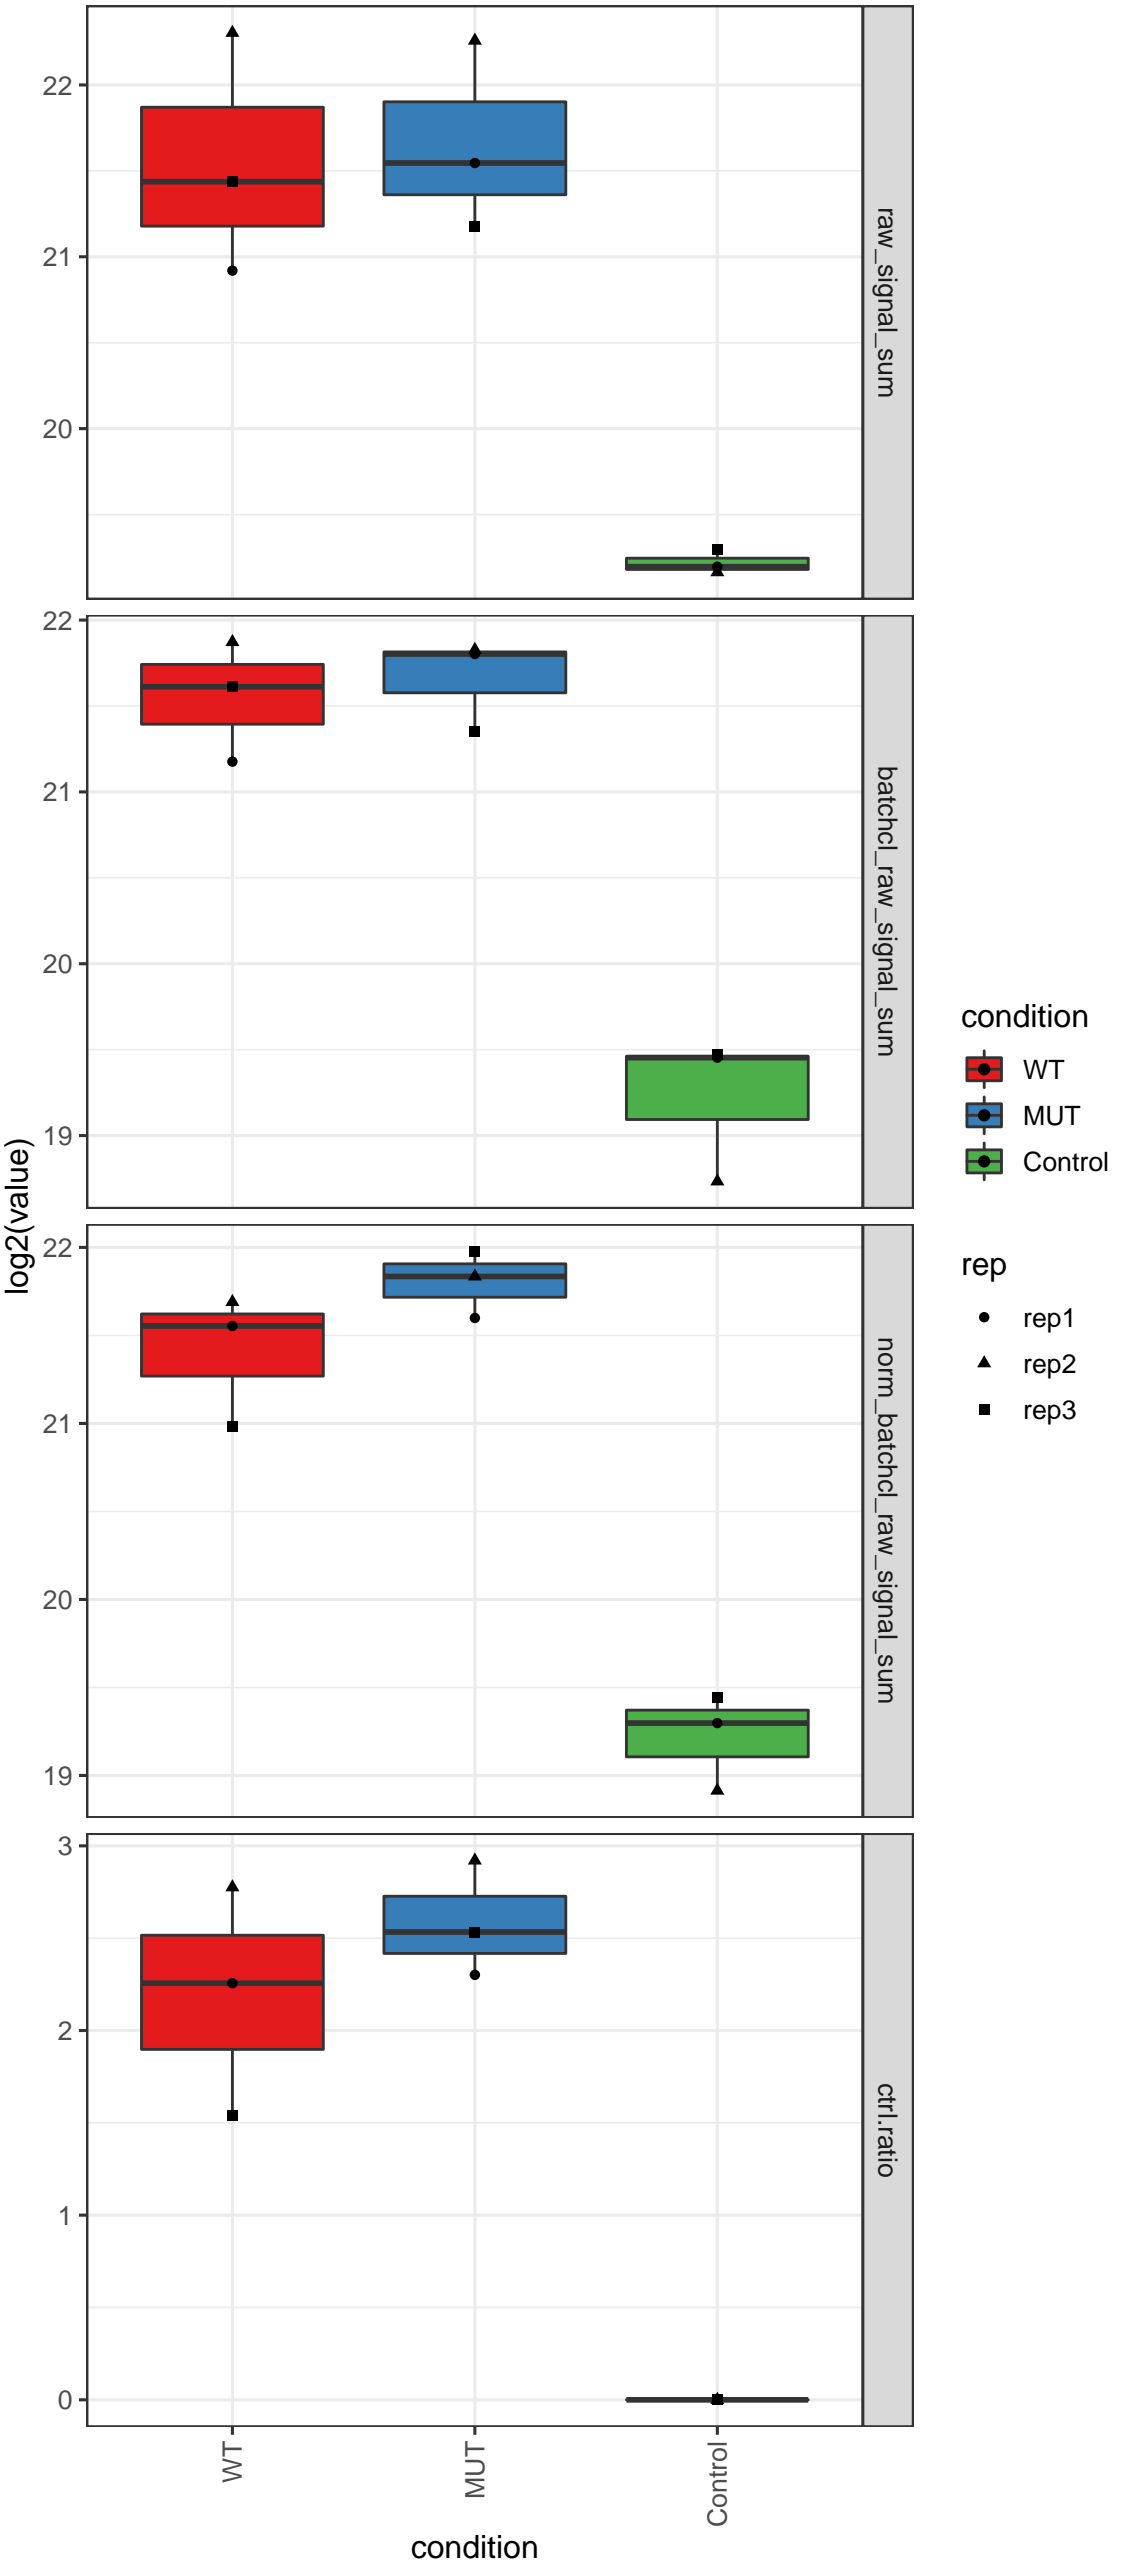 22
21
20
raw_signal_sum
22
21
20
19
batchcl_raw_signal_sum
22
21
20
19
norm_batchcl_raw_signal_sum
3
2
1
0
ctrl.ratio
log2(value)
WT
MUT
Control
condition
condition
WT
MUT
Control
rep
rep1
rep2
rep3